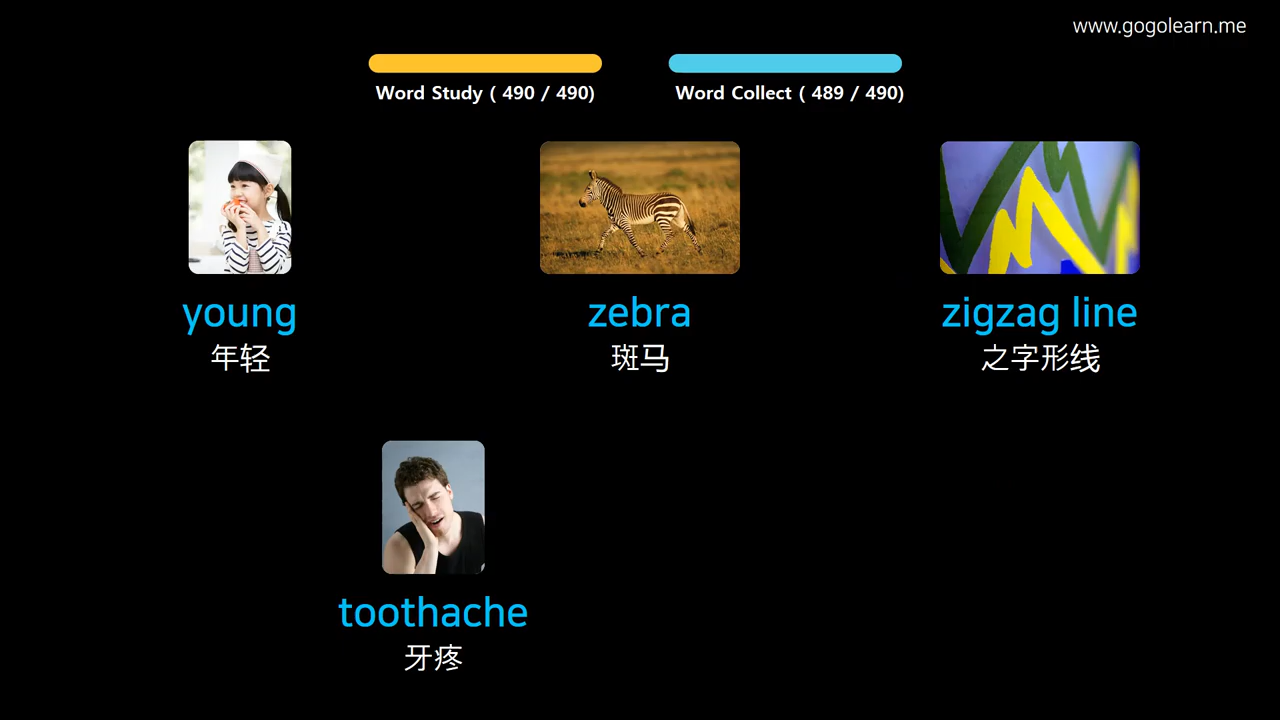 www.gogolearn.me
Word Study ( 490 / 490)
Word Collect ( 489 / 490)
young
年轻
zebra
斑马
zigzag line
之字形线
toothache
牙疼